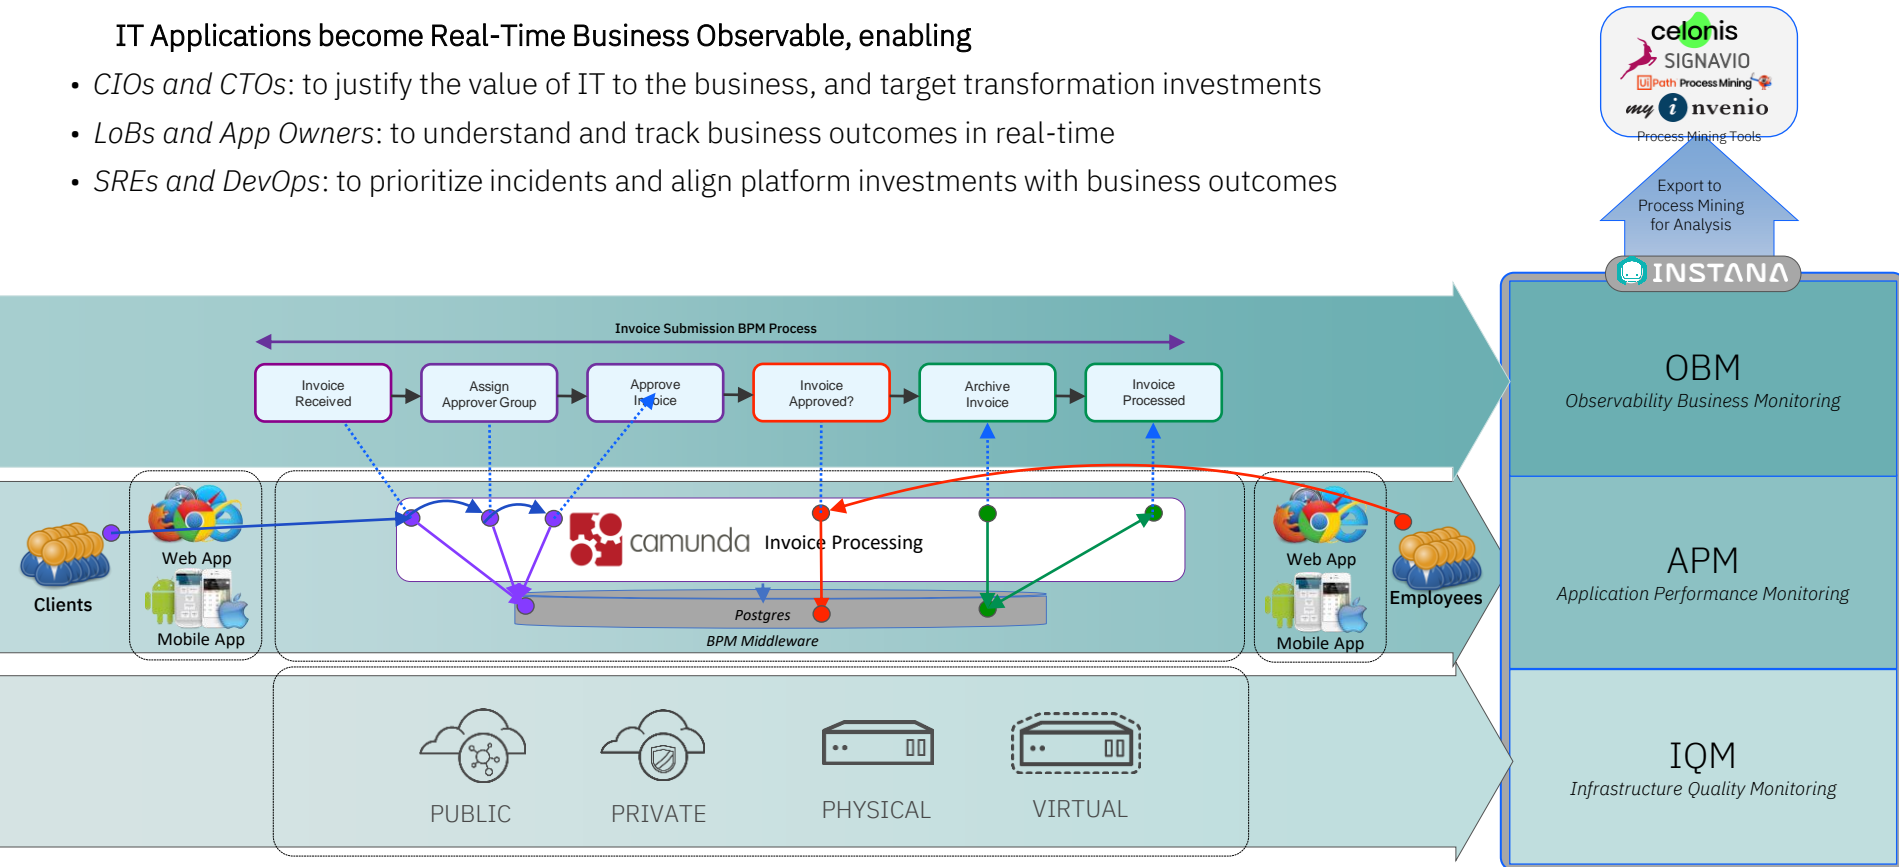 IT Applications become Real-Time Business Observable, enabling
• CIOs and CTOs: to justify the value of IT to the business, and target transformation investments
• LoBs and App Owners: to understand and track business outcomes in real-time
• SREs and DevOps: to prioritize incidents and align platform investments with business outcomes
celonis
SIGNAVIO
UiPath Process Mining
my invenio
Process Mining Tools
Export to
Process Mining
for Analysis
INSTANA
Invoice Submission BPM Process
Invoice
Received
Assign
Approver Group
Approve
Invoice
Invoice
Approved?
Archive
Invoice
Invoice
Processed
OBM
Observability Business Monitoring
Clients
Web App
Mobile App
camunda Invoice Processing
Postgres
BPM Middleware
Web App
Mobile App
Employees
APM
Application Performance Monitoring
PUBLIC
PRIVATE
PHYSICAL
VIRTUAL
IQM
Infrastructure Quality Monitoring